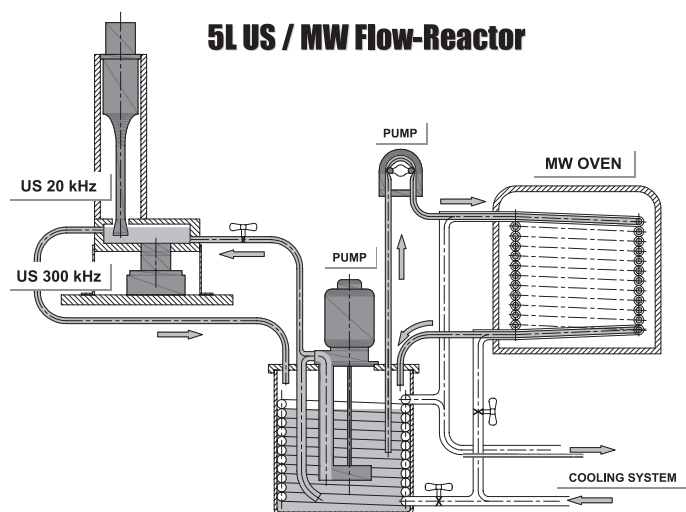 5L US / MW Flow-Reactor
PUMP
MW OVEN
US 20 kHz
PUMP
US 300 kHz
COOLING SYSTEM